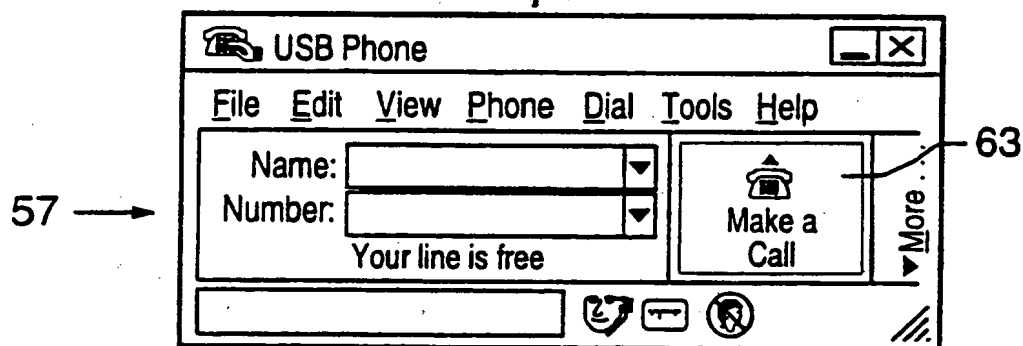 USB Phone
File Edit View Phone Dial Tools Help
Name:
Number:
Your line is free
Make a
Call
More . . .
57
63